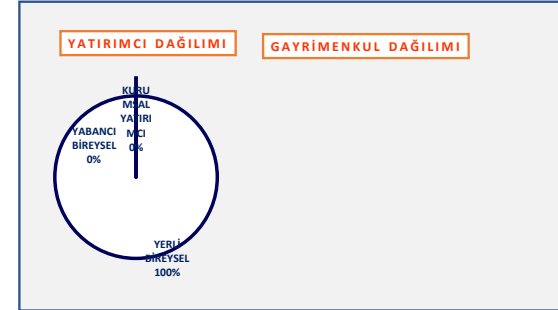 YATIRIMCI DAĞILIMI
GAYRİMENKUL DAĞILIMI
KURU
MSAL
YATIRI
MCI
0%
YABANCI
BİREYSEL
0%
YERLİ
BİREYSEL
100%